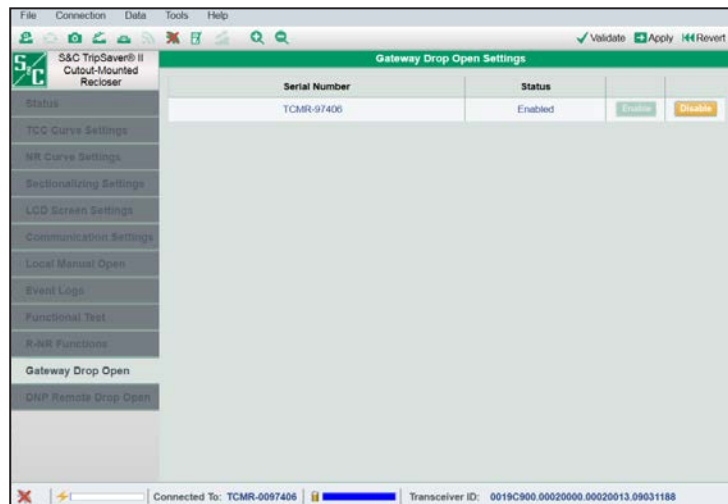 File Connection Data Tools Help
Validate Apply Revert
S&C
S&C TripSaver® II
Cutout-Mounted
Recloser
Gateway Drop Open Settings
Serial Number Status
TCMR-97406 Enabled Enable Disable
Status
TCC Curve Settings
NR Curve Settings
Sectionalizing Settings
LCD Screen Settings
Communication Settings
Local Manual Open
Event Logs
Functional Test
R-NR Functions
Gateway Drop Open
DNP Remote Drop Open
Connected To: TCMR-0097406 Transceiver ID: 0019C900.00020000.00020013.09031188